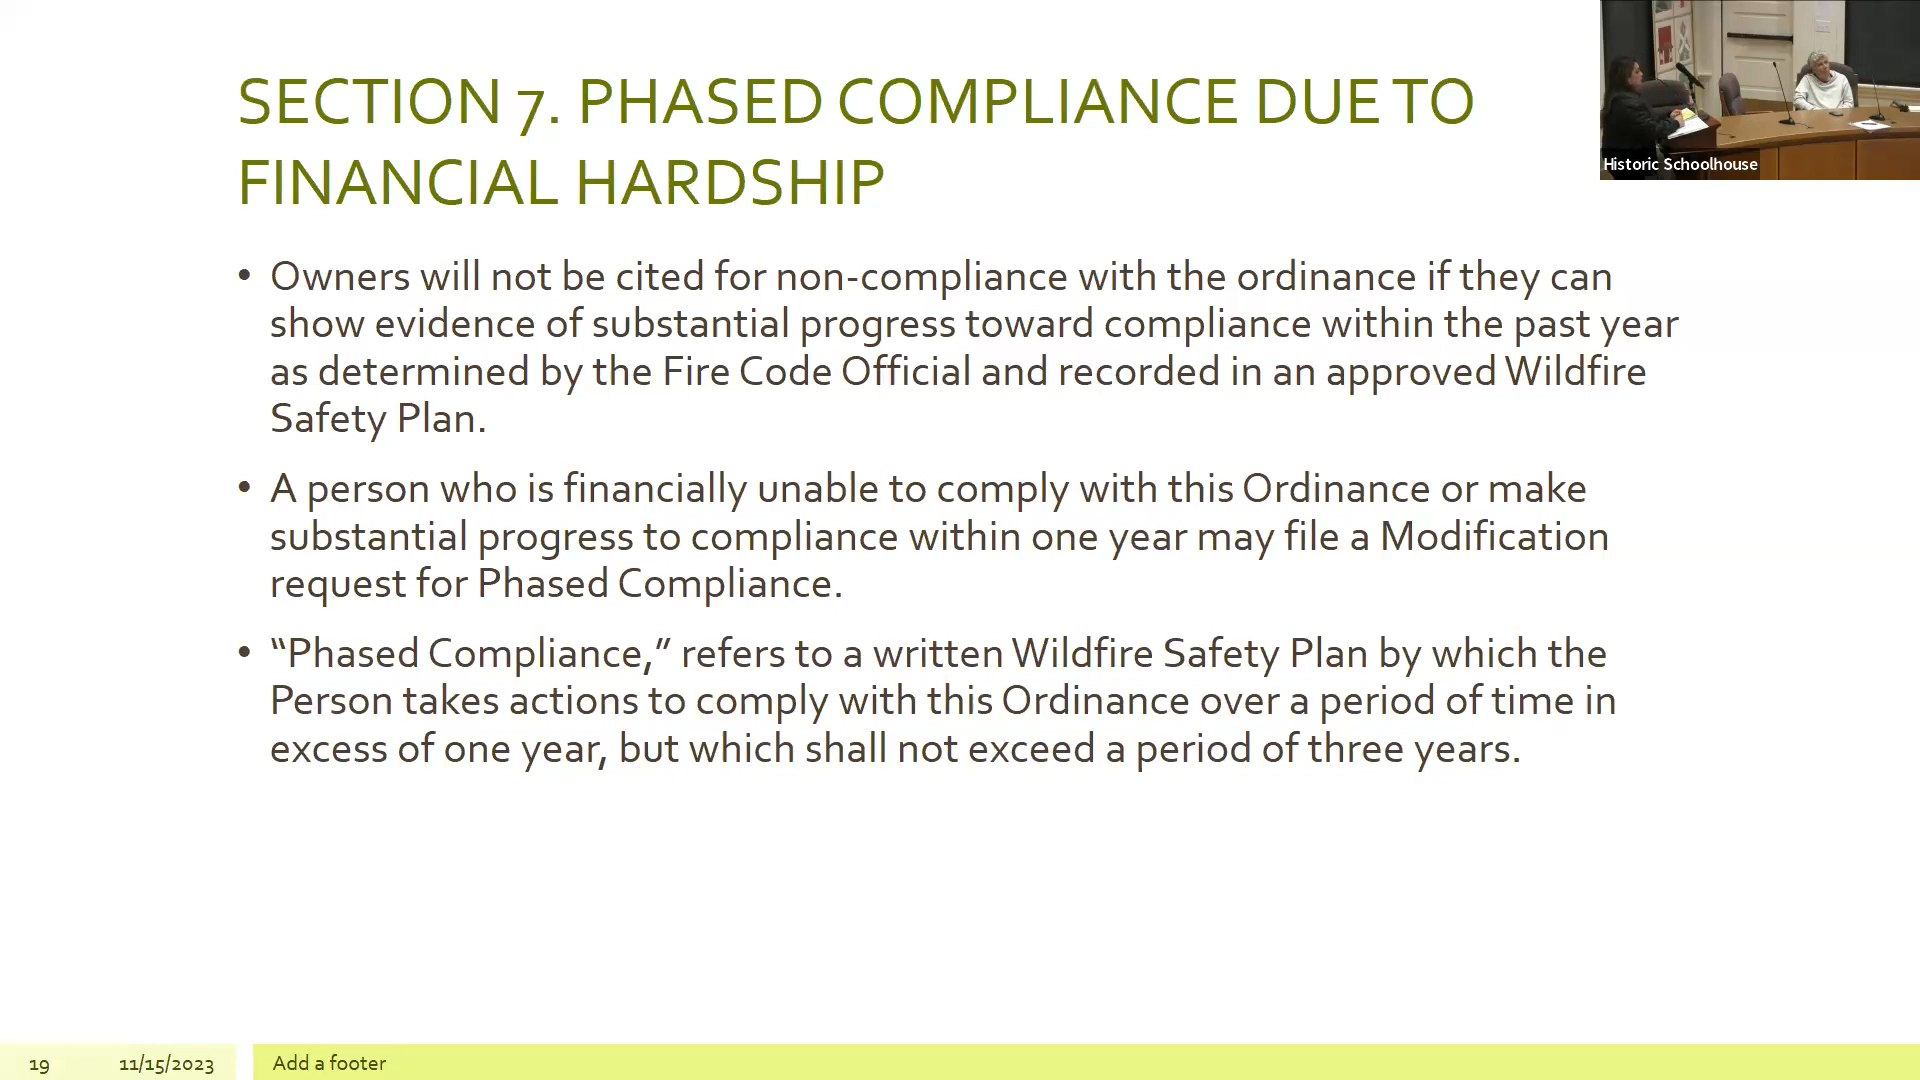 SECTION 7. PHASED COMPLIANCE DUE TO
FINANCIAL HARDSHIP
Historic Schoolhouse
• Owners will not be cited for non-compliance with the ordinance if they can
show evidence of substantial progress toward compliance within the past year
as determined by the Fire Code Official and recorded in an approved Wildfire
Safety Plan.
• A person who is financially unable to comply with this Ordinance or make
substantial progress to compliance within one year may file a Modification
request for Phased Compliance.
• “Phased Compliance,” refers to a written Wildfire Safety Plan by which the
Person takes actions to comply with this Ordinance over a period of time in
excess of one year, but which shall not exceed a period of three years.
19 11/15/2023 Add a footer